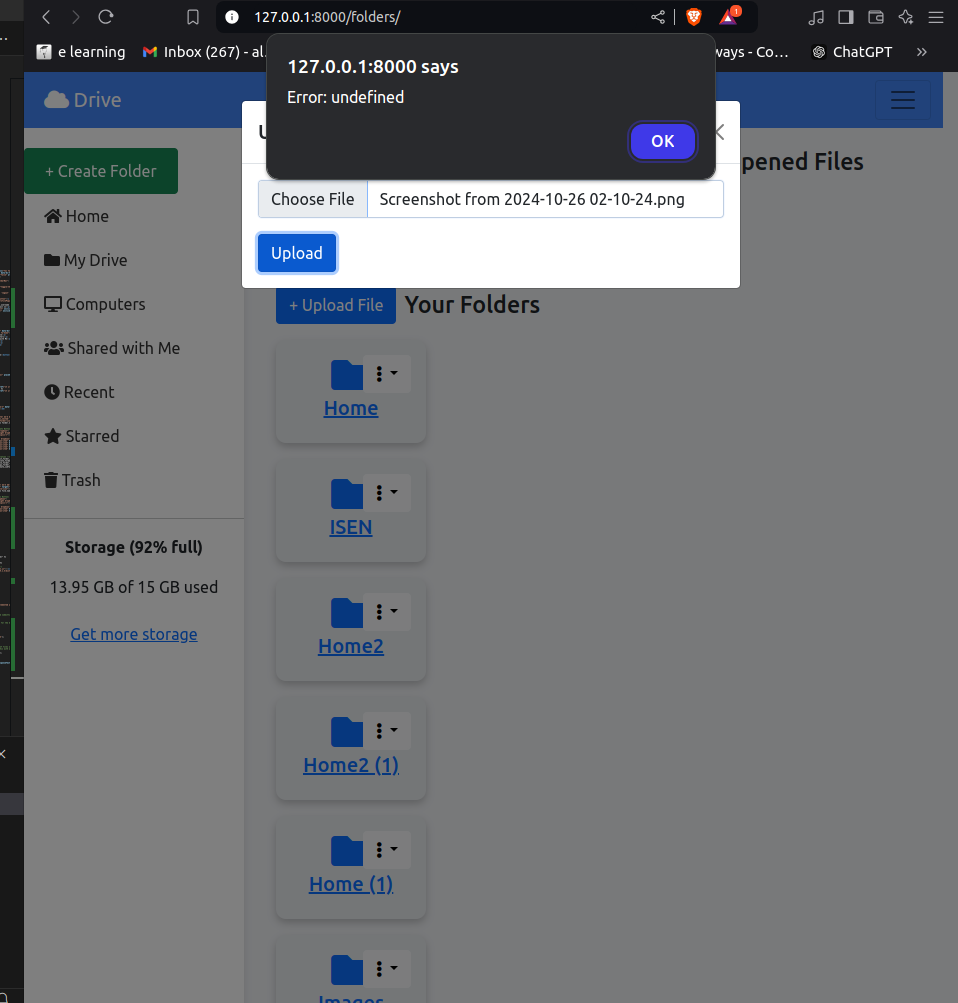 127.0.0.1:8000/folders/
1
e learning
Inbox (267) - al
ways - Co...
ChatGPT
127.0.0.1:8000 says
Error: undefined
OK
Drive
pened Files
+ Create Folder
Home
My Drive
Computers
Shared with Me
Recent
Starred
Trash
Storage (92% full)
13.95 GB of 15 GB used
Get more storage
U
Choose File Screenshot from 2024-10-26 02-10-24.png
Upload
+ Upload File Your Folders
Home
ISEN
Home2
Home2 (1)
Home (1)
Images